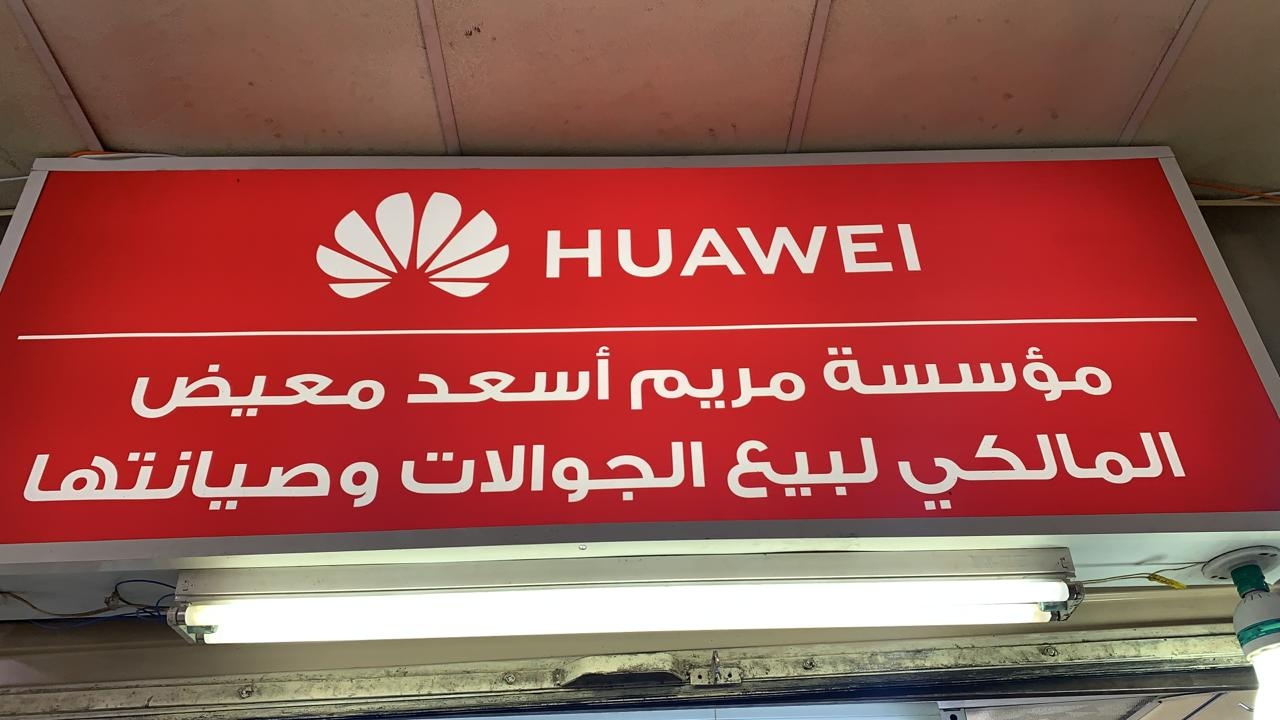 HUAWEI
مؤسسة مريم أسعد معيض
المالكي لبيع الجوالات وصيانتها